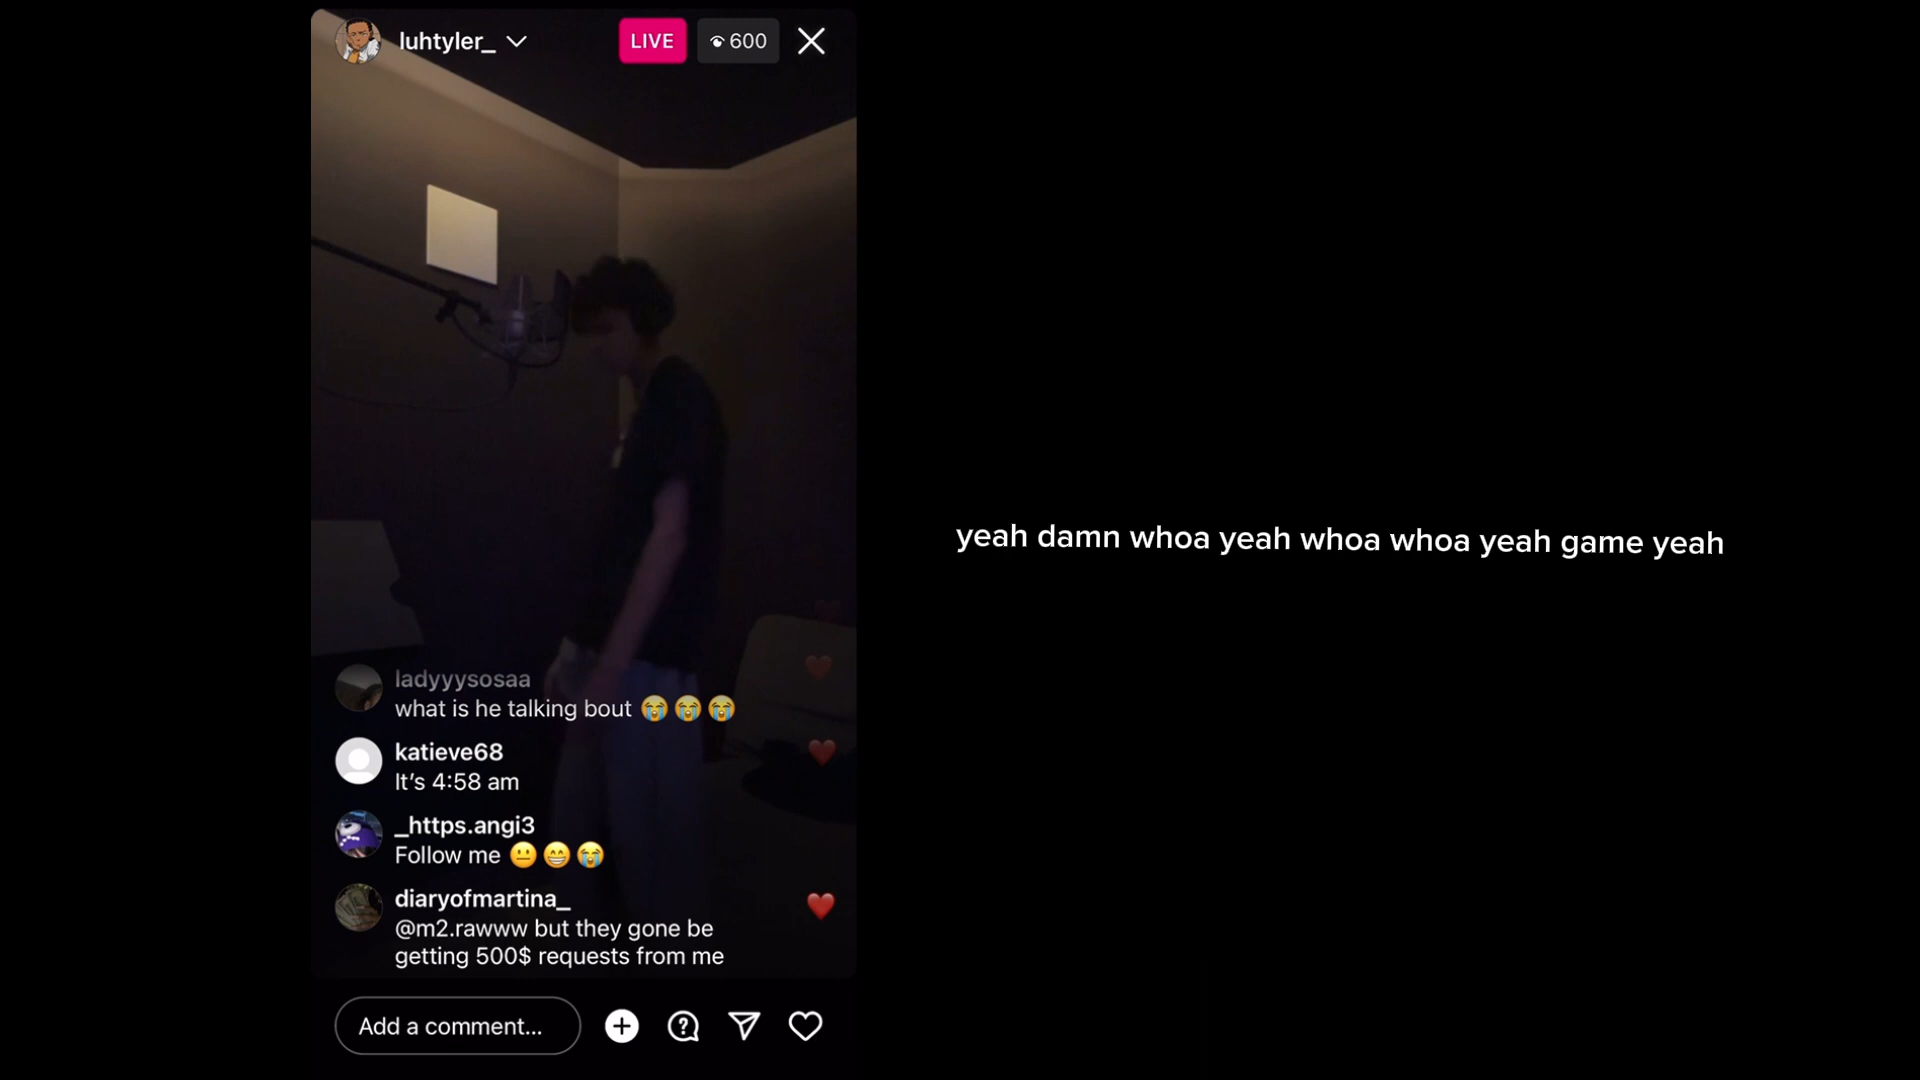 luhtyler_
LIVE
600
ladyyysosaa
what is he talking bout 😭😭😭
katieve68
It's 4:58 am
_https.angi3
Follow me 😐😁😭
diaryofmartina_
@m2.rawww but they gone be
getting 500$ requests from me
Add a comment...
yeah damn whoa yeah whoa whoa yeah game yeah